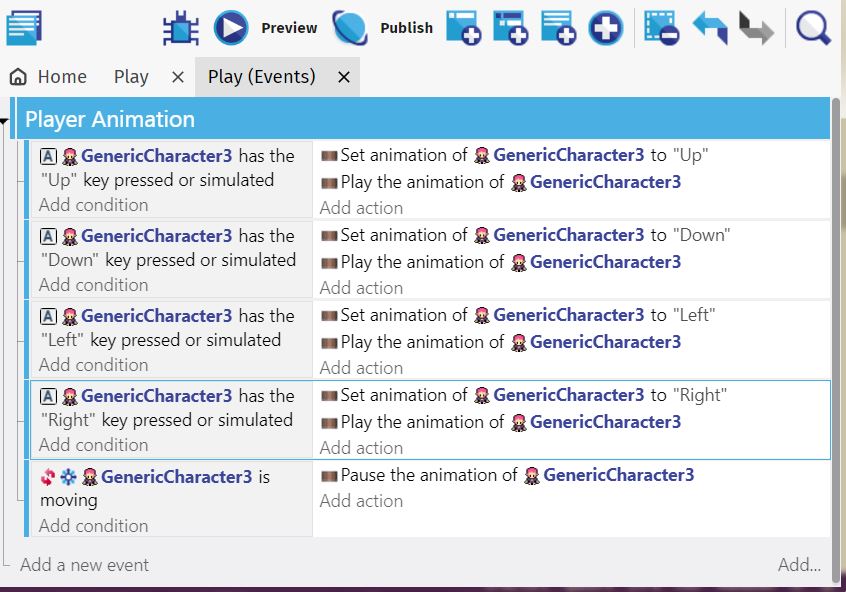 Preview
Publish
Home
Play
Play (Events)
Player Animation
A GenericCharacter3 has the
"Up" key pressed or simulated
Add condition
Set animation of GenericCharacter3 to "Up"
Play the animation of GenericCharacter3
Add action
A GenericCharacter3 has the
"Down" key pressed or simulated
Add condition
Set animation of GenericCharacter3 to "Down"
Play the animation of GenericCharacter3
Add action
A GenericCharacter3 has the
"Left" key pressed or simulated
Add condition
Set animation of GenericCharacter3 to "Left"
Play the animation of GenericCharacter3
Add action
A GenericCharacter3 has the
"Right" key pressed or simulated
Add condition
Set animation of GenericCharacter3 to "Right"
Play the animation of GenericCharacter3
Add action
GenericCharacter3 is
moving
Add condition
Pause the animation of GenericCharacter3
Add action
Add a new event
Add...